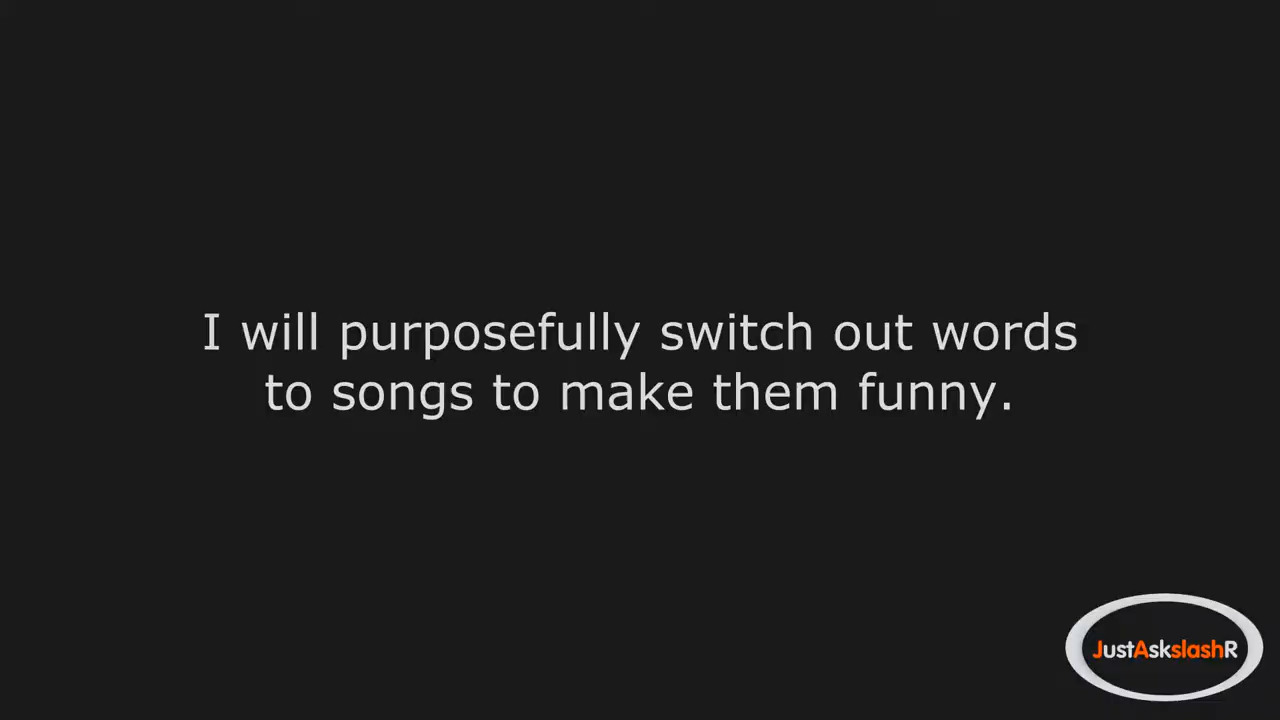 I will purposefully switch out words
to songs to make them funny.
JustAskslashR